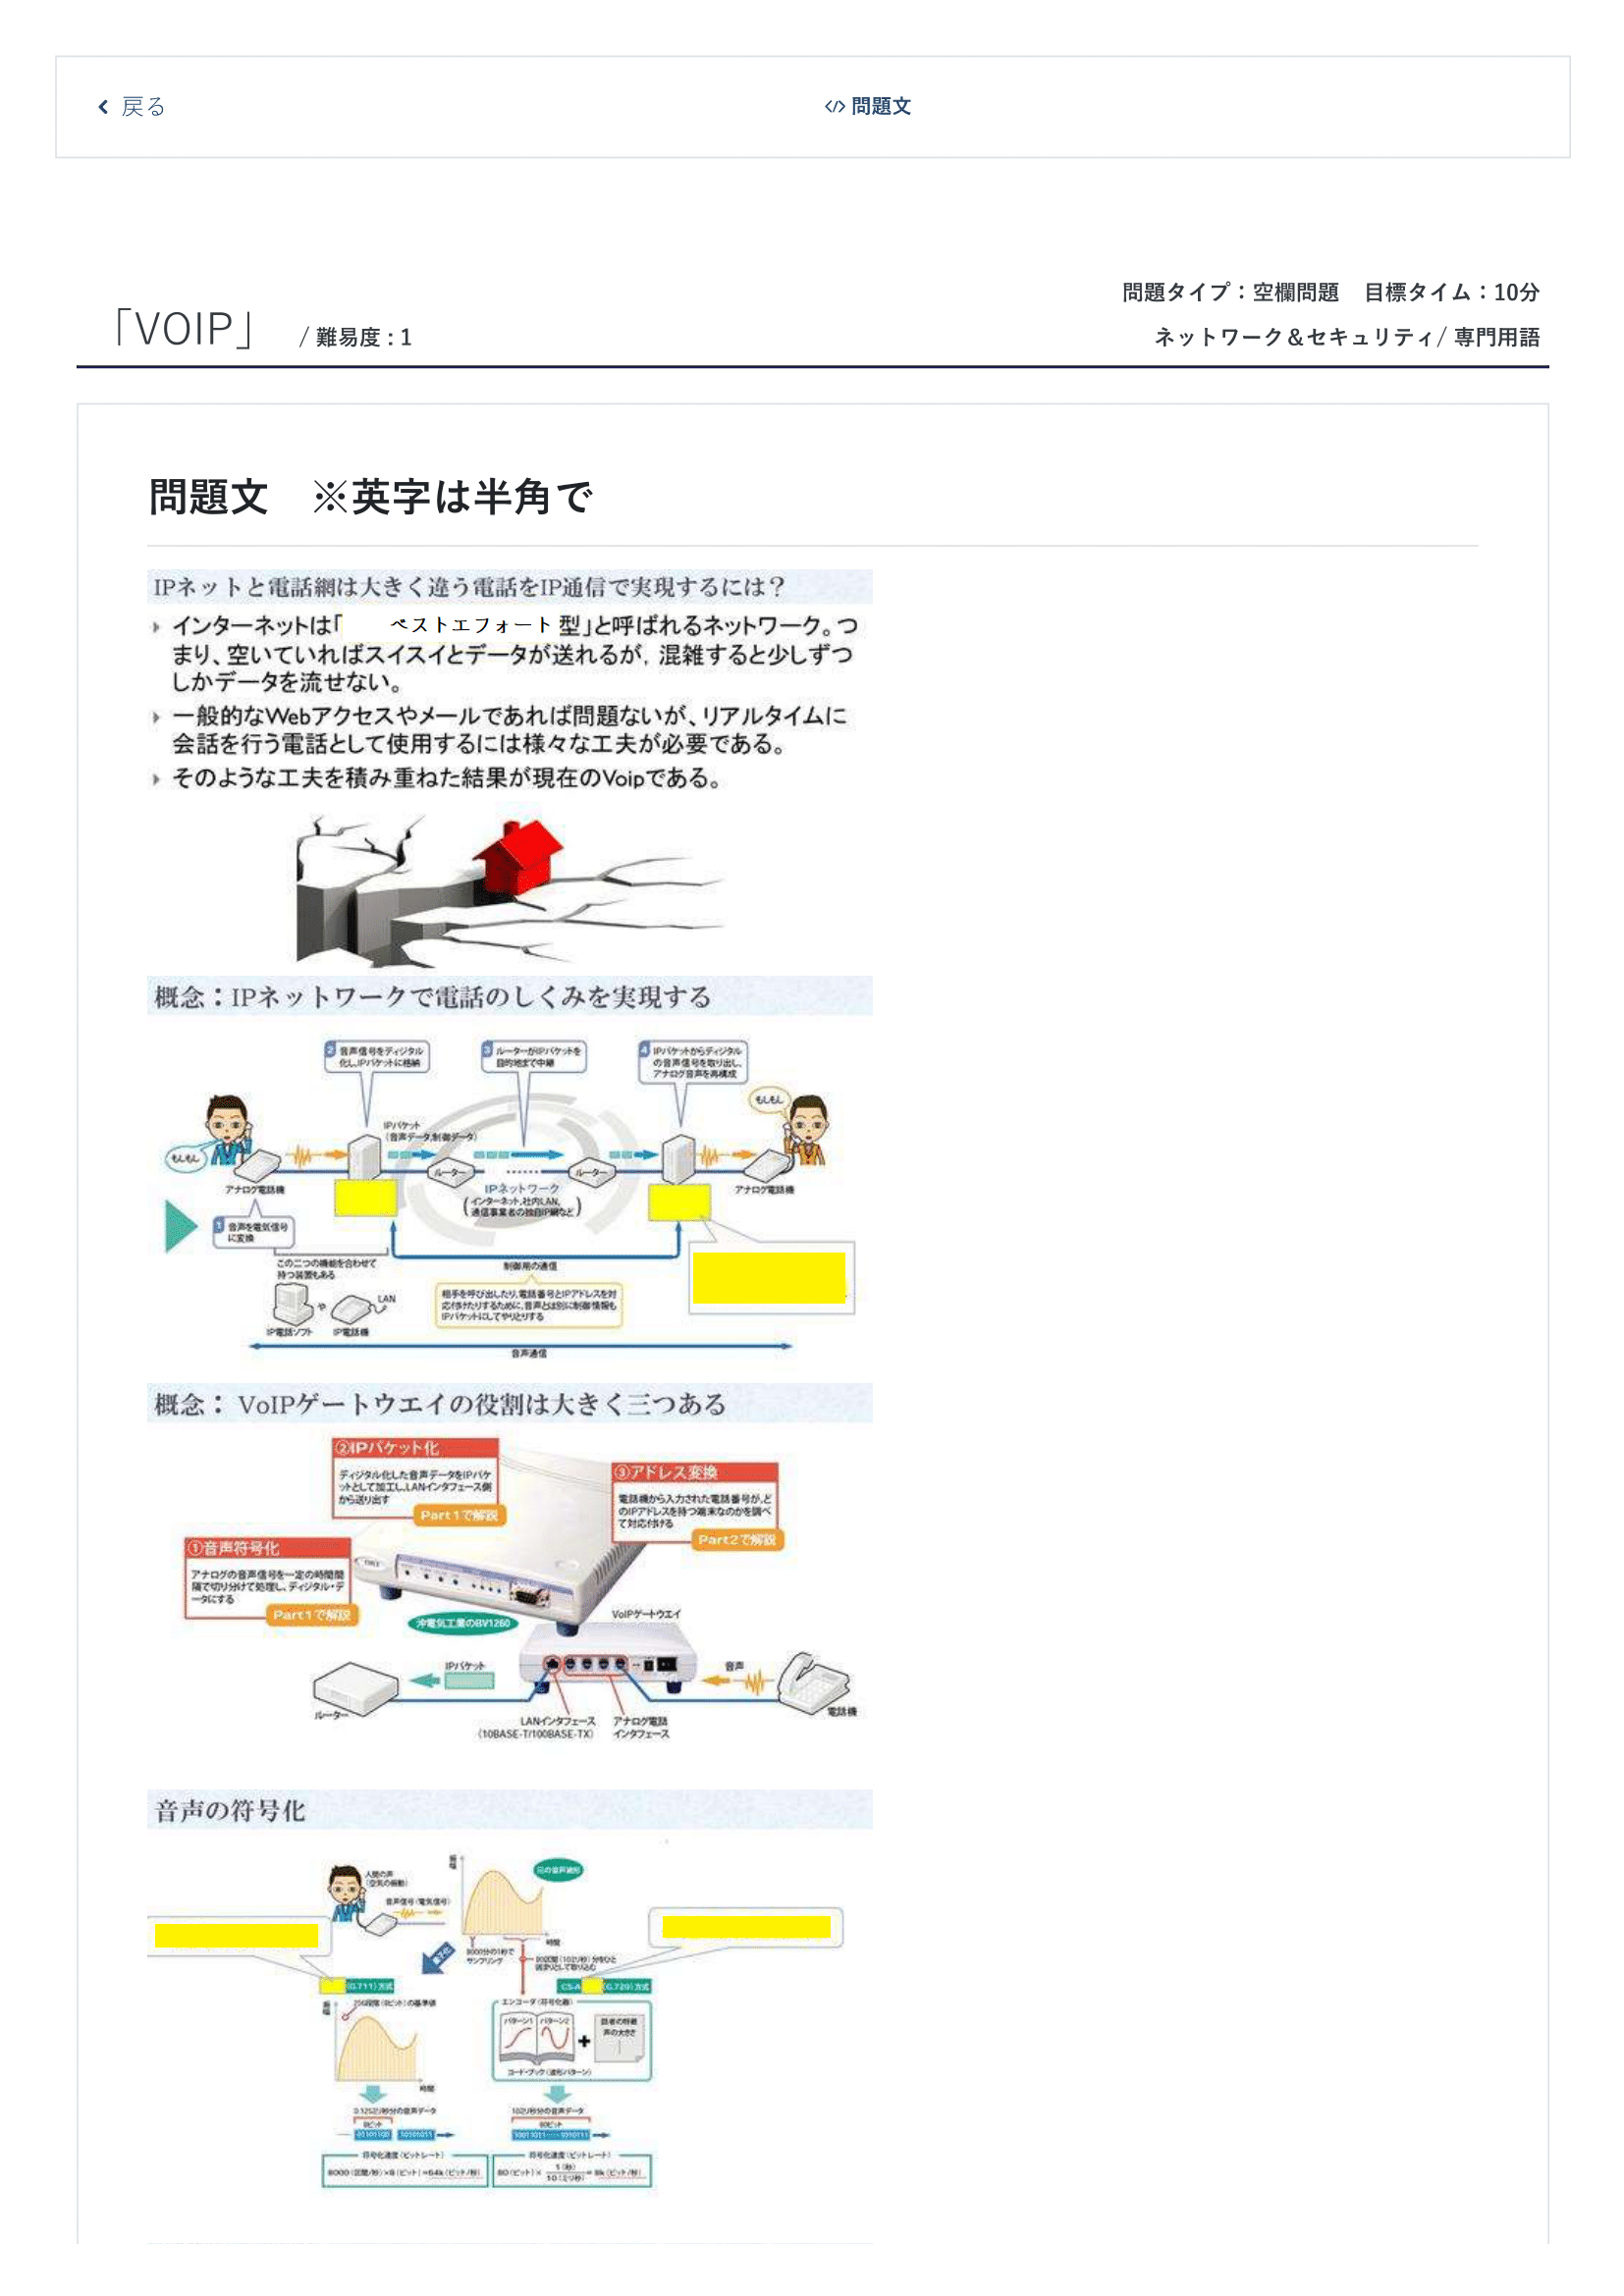 戻る
</> 問題文
問題タイプ：空欄問題　目標タイム：10分
「VOIP」 / 難易度 : 1
ネットワーク＆セキュリティ/ 専門用語
問題文　※英字は半角で
IPネットと電話網は大きく違う電話をIP通信で実現するには？
インターネットは「 ベストエフォート 型」と呼ばれるネットワーク。つ
まり、空いていればスイスイとデータが送れるが，混雑すると少しずつ
しかデータを流せない。
一般的なWebアクセスやメールであれば問題ないが、リアルタイムに
会話を行う電話として使用するには様々な工夫が必要である。
そのような工夫を積み重ねた結果が現在のVoipである。
概念：IPネットワークで電話のしくみを実現する
2 音声信号をディジタル
化し、IPパケットに格納
3 ルーターがIPパケットを
目的地まで中継
4 IPパケットからディジタル
の音声信号を取り出し、
アナログ音声を再構成
もしもし
IPパケット
(音声データ,制御データ)
もしもし
ルーター
ルーター
アナログ電話機
IPネットワーク
(インターネット,社内LAN,
通信事業者の独自IP網など)
アナログ電話機
1 音声を電気信号
に変換
この二つの機能を合わせて
持つ装置もある
制御用の通信
LAN
や
IP電話ソフト
IP電話機
相手を呼び出したり,電話番号とIPアドレスを対
応付けたりするために,音声とは別に制御情報も
IPパケットにしてやりとりする
音声通信
概念： VoIPゲートウエイの役割は大きく三つある
②IPパケット化
ディジタル化した音声データをIPパケ
ットとして加工し,LANインタフェース側
から送り出す
Part1で解説
③アドレス変換
電話機から入力された電話番号が,ど
のIPアドレスを持つ端末なのかを調べ
て対応付ける
Part2で解説
①音声符号化
アナログの音声信号を一定の時間間
隔で切り分けて処理し、ディジタル・デ
ータにする
Part1で解説
沖電気工業のBV1260
VoIPゲートウエイ
IPパケット
音声
ルーター
電話機
LANインタフェース
(10BASE-T/100BASE-TX)
アナログ電話
インタフェース
音声の符号化
人間の声
(空気の振動)
音声信号(電気信号)
振幅
元の音声波形
時間
8000分の1秒で
サンプリング
80区間(10ミリ秒)分をひと
固まりとして取り込む
量子化
(G.711)方式
CS-A
(G.729)方式
振幅
256段階(8ビット)の基準値
時間
エンコーダ(符号化器)
パターン1
パターン2
話者の特徴
声の大きさ
コード・ブック(波形パターン)
0.125ミリ秒分の音声データ
8ビット
01101100
10101011
10ミリ秒分の音声データ
80ビット
10011011……1010111
符号化速度(ビットレート)
8000(区間/秒)×8(ビット)=64k(ビット/秒)
符号化速度(ビットレート)
80(ビット)× 1(秒) / 10(ミリ秒) = 8k(ビット/秒)